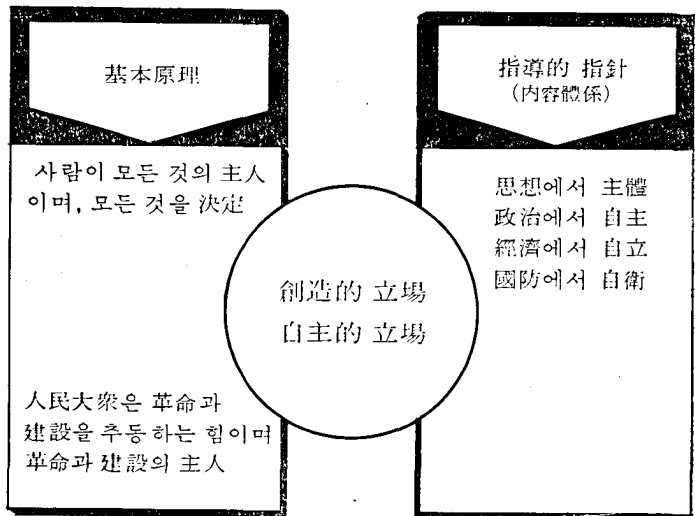 基本原理
사람이 모든 것의 主人
이며, 모든 것을 決定
人民大衆은 革命과
建設을 추동하는 힘이며
革命과 建設의 主人
創造的 立場
自主的 立場
指導的 指針
(內容體係)
思想에서 主體
政治에서 自主
經濟에서 自立
國防에서 自衛